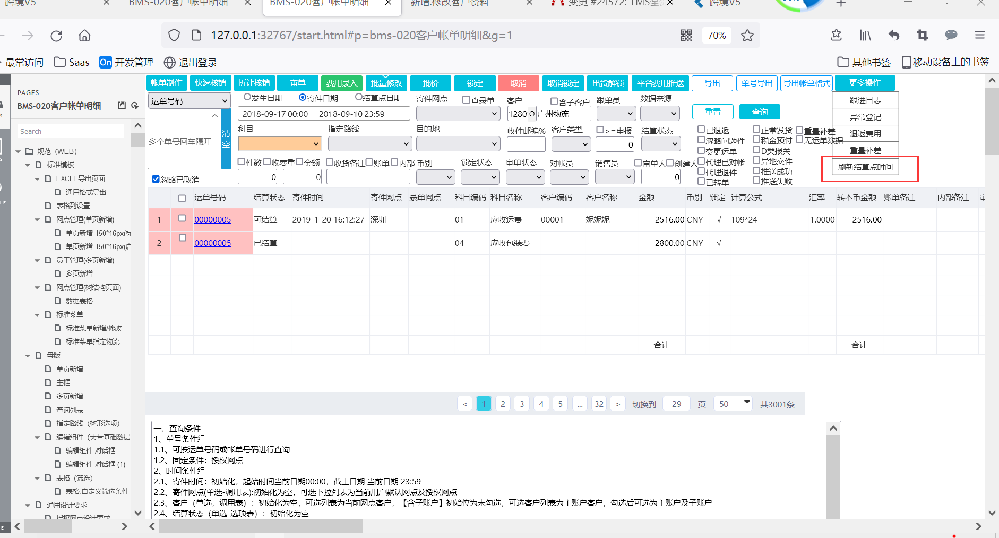 跨境V5
BMS-020客户帐单明细
BMS-020客户帐单明细
新增.修改客户资料
变更 #24572: TMS全
跨境V5
127.0.0.1:32767/start.html#p=bms-020客户帐单明细&g=1
70%
最常访问
Saas
On 开发管理
退出登录
其他书签
移动设备上的书签
PAGES
BMS-020客户帐单明细
Search
规范 (WEB)
标准模板
EXCEL导出页面
通用格式导出
表格列设置
网点管理(单页新增)
单页新增 150*16px(标
单页新增 150*16px(启
员工管理(多页新增)
多页新增
网点管理(树结构页面)
数据表格
标准菜单
标准菜单新增/修改
标准菜单指定物流
母版
单页新增
主框
多页新增
查询列表
指定路线 (树形选项)
编辑组件 (大量基础数据
编辑组件-对话框
编辑组件-对话框 (1)
表格 (筛选)
表格.自定义筛选条件
通用设计要求
授权网点设计要求
帐单制作 快速核销 折让核销 审单 费用录入 批量修改 批价 锁定 取消 取消锁定 出货解锁 平台费用推送 导出 单号导出 导出帐单格式 更多操作
跟进日志
异常登记
退返费用
重量补差
刷新结算点时间
运单号码
多个单号回车隔开
清空
忽略已取消
发生日期 寄件日期 结算点日期 寄件网点 查录单 客户 含子客户 跟单员 数据来源
2018-09-17 00:00 2018-09-10 23:59 1280 广州物流 重置 查询
科目 指定路线 目的地 收件邮编% 客户类型 >=申报 结算状态
0
件数 收费重 金额 收货备注 账单 内部 币别 锁定状态 审单状态 对帐员 销售员 审单人 创建人
0 0 0
已退返 正常发货 重量补差
忽略问题件 税金预付 无运单数据
变更运单 D类报关
代理已对帐 异地交件
代理退件 推送成功
已转单 推送失败
运单号码 结算状态 寄件时间 寄件网点 录单网点 科目编码 科目名称 客户编码 客户名称 金额 币别 锁定 计算公式 汇率 转本币金额 账单备注 内部备注 审
1 00000005 可结算 2019-1-20 16:12:27 深圳 01 应收运费 00001 妮妮妮 2516.00 CNY √ 109*24 1.0000 2516.00
2 00000005 已结算 04 应收包装费 2800.00 CNY √
合计 合计
< 1 2 3 4 5 ... 32 > 切换到 29 页 50 共3001条
一、查询条件
1、单号条件组
1.1、可按运单号码或帐单号码进行查询
1.2、固定条件：授权网点
2、时间条件组
2.1、寄件时间：初始化，起始时间当前日期00:00，截止日期 当前日期 23:59
2.2、寄件网点(单选-调用表):初始化为空，可选下拉列表为当前用户默认网点及授权网点
2.3、客户（单选，调用表）：初始化为空，可选列表为当前网点客户，【含子账户】初始位为未勾选，可选客户列表为主账户客户，勾选后可选为主账户及子账户
2.4、结算状态（单选-选项表）：初始化为空